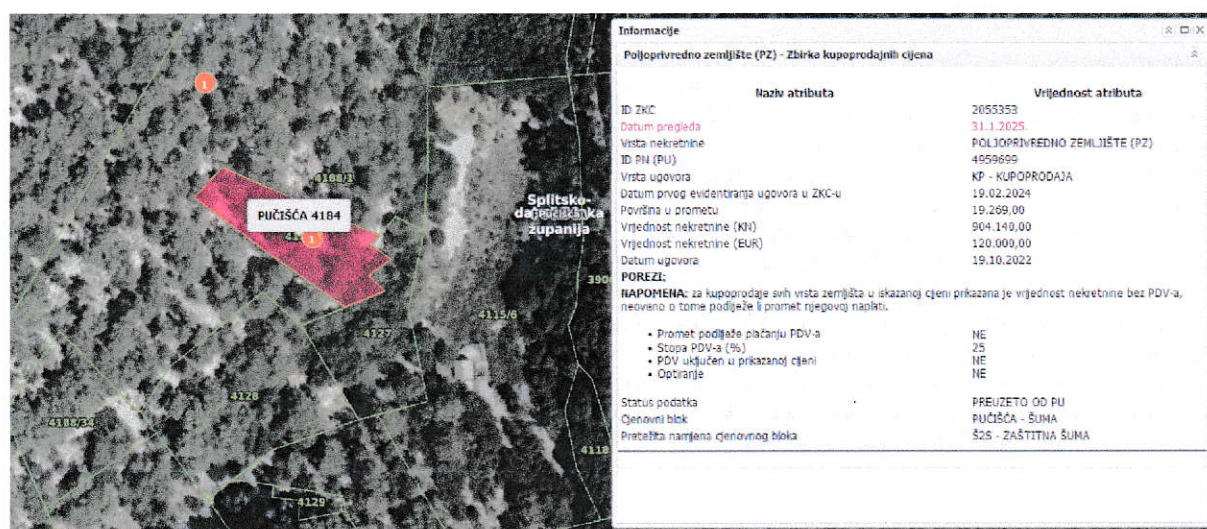 1
4188/1
PUČIŠĆA 4184
1
Splitsko-
županija
4127
4115/6
4128
4188/34
4118
4129
Informacije
Poljoprivredno zemljište (PZ) - Zbirka kupoprodajnih cijena
Naziv atributa Vrijednost atributa
ID ZKC 2055353
Datum pregleda 31.1.2025.
Vrsta nekretnine POLJOPRIVREDNO ZEMLJIŠTE (PZ)
ID PN (PU) 4959699
Vrsta ugovora KP - KUPOPRODAJA
Datum prvog evidentiranja ugovora u ZKC-u 19.02.2024
Površina u prometu 19.269,00
Vrijednost nekretnine (KN) 904.140,00
Vrijednost nekretnine (EUR) 120.000,00
Datum ugovora 19.10.2022
POREZI:
NAPOMENA: za kupoprodaje svih vrsta zemljišta u iskazanoj cjeni prikazana je vrijednost nekretnine bez PDV-a,
neovisno o tome podliježe li promet njegovoj naplati.
• Promet podliježe plaćanju PDV-a NE
• Stopa PDV-a (%) 25
• PDV uključen u prikazanoj cijeni NE
• Optiranje NE
Status podatka PREUZETO OD PU
Cjenovni blok PUČIŠĆA - ŠUMA
Pretežita namjena cjenovnog bloka Š2S - ZAŠTITNA ŠUMA